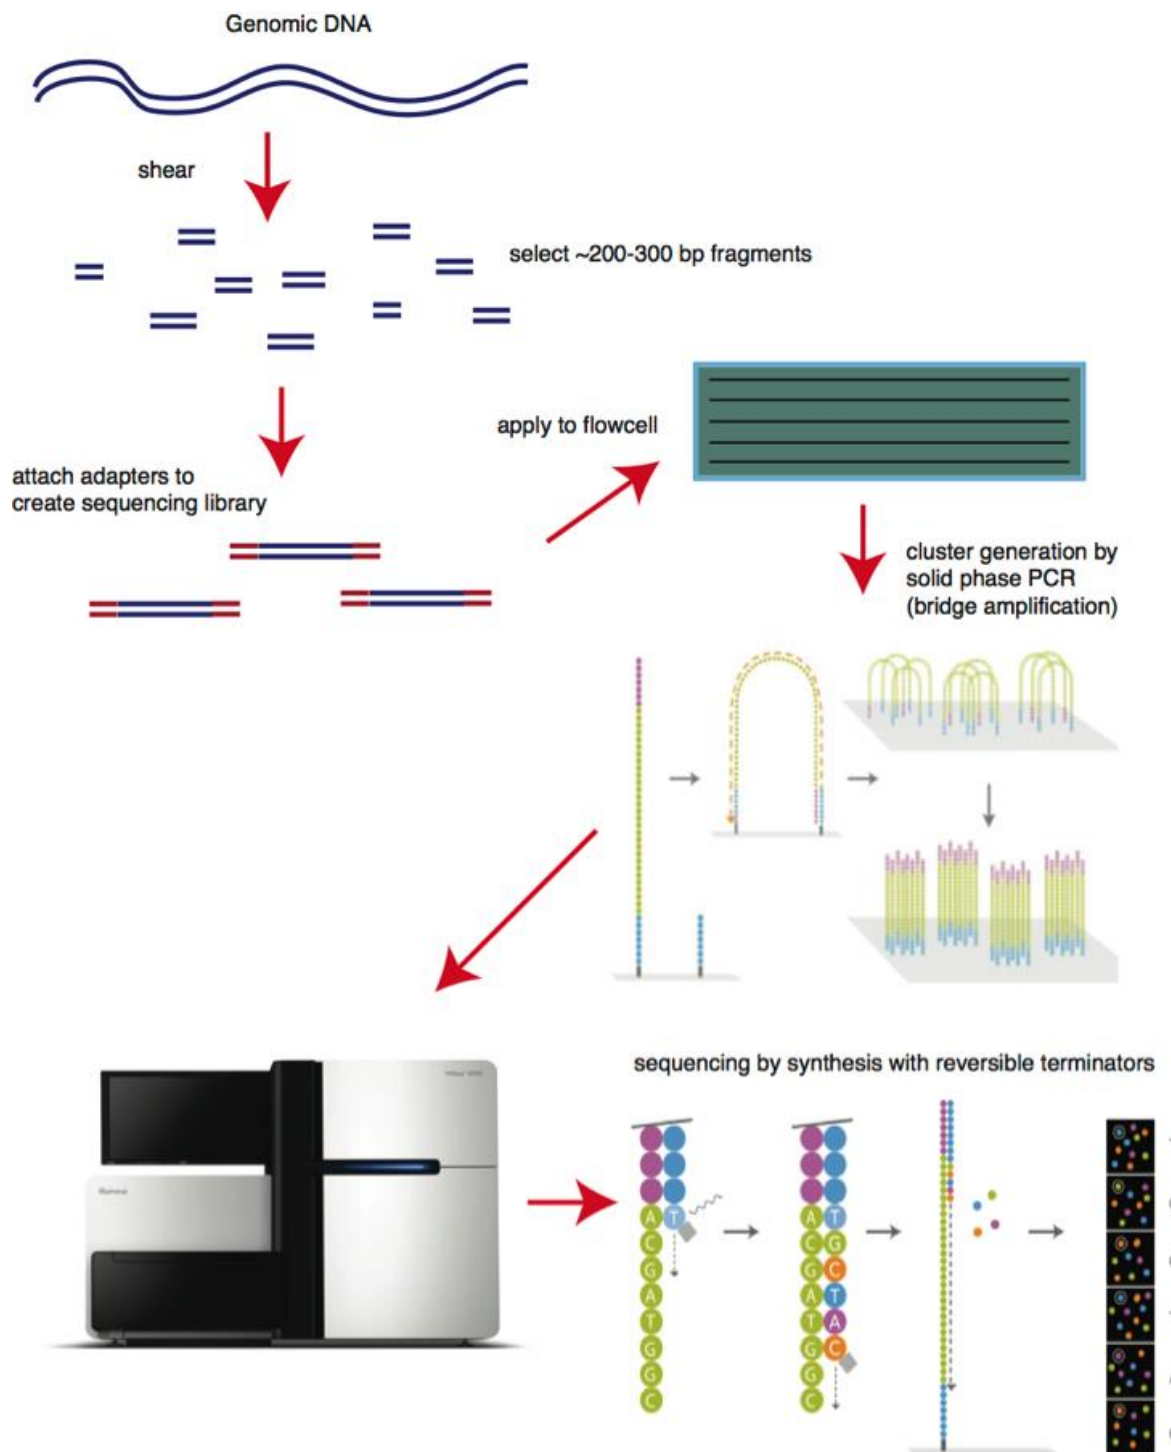 Genomic DNA
shear
select ~200-300 bp fragments
apply to flowcell
attach adapters to
create sequencing library
cluster generation by
solid phase PCR
(bridge amplification)
sequencing by synthesis with reversible terminators
A T
C
G
A
T
G
G
C
A T
C G
G C
A T
T A
G C
G
C
illumina